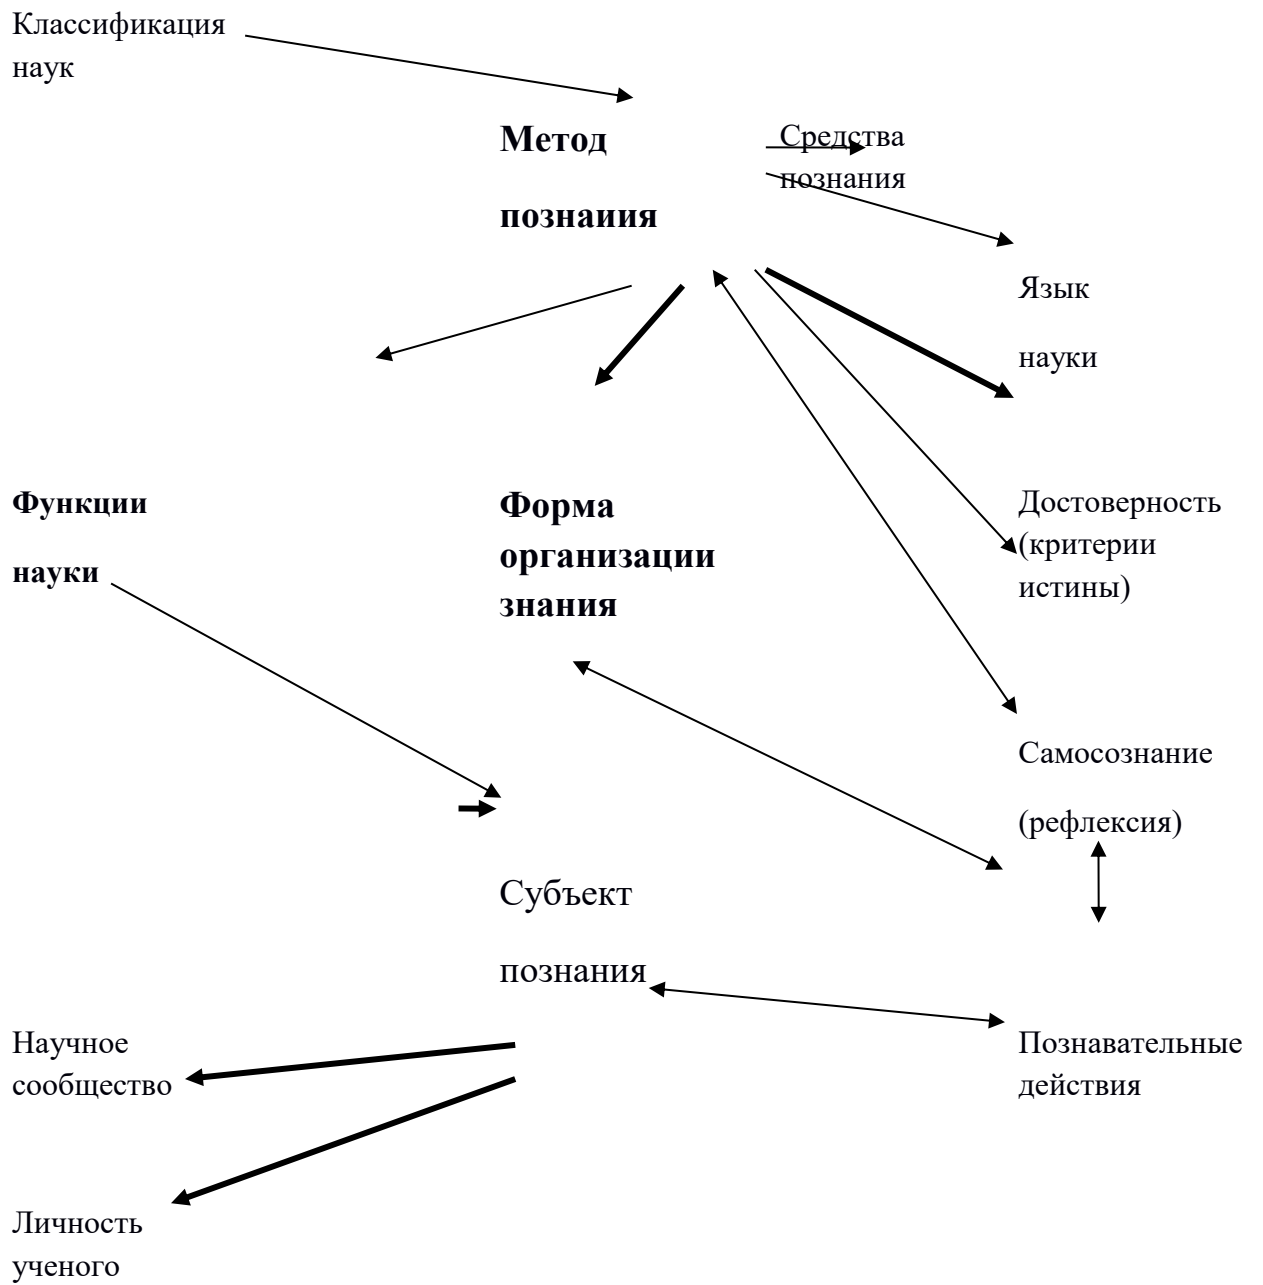 Классификация
наук
Метод
познаиия
Средства
познания
Язык
науки
Функции
науки
Форма
организации
знания
Достоверность
(критерии
истины)
Самосознание
(рефлексия)
Субъект
познания
Научное
сообщество
Познавательные
действия
Личность
ученого